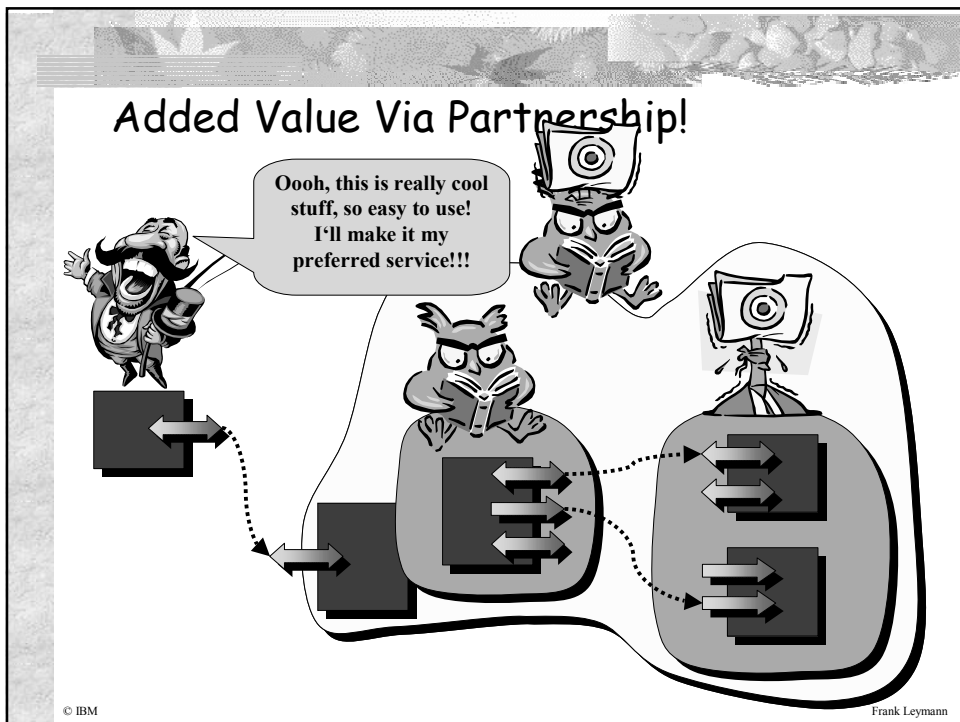 Added Value Via Partnership!
Oooh, this is really cool
stuff, so easy to use!
I‘ll make it my
preferred service!!!
© IBM
Frank Leymann